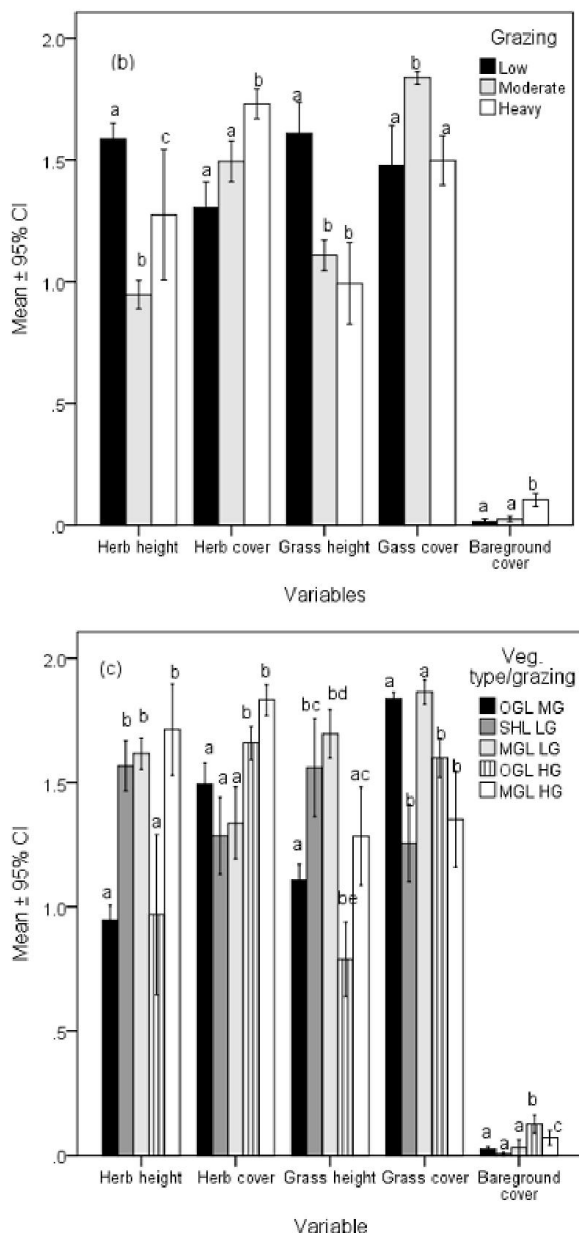 2.0
(b)
Grazing
Low
Moderate
Heavy
a
b
c
a
a
b
a
b
b
a
b
a
a
a
b
1.5
1.0
.5
.0
Mean ± 95% CI
Herb height
Herb cover
Grass height
Gass cover
Bareground cover
Variables
2.0
(c)
Veg. type/grazing
OGL MG
SHL LG
MGL LG
OGL HG
MGL HG
a
b
b
a
b
a
a
a
b
b
a
bc
bd
be
ac
a
b
a
b
b
a
a
a
b
c
1.5
1.0
.5
.0
Mean ± 95% CI
Herb height
Herb cover
Grass height
Grass cover
Bareground cover
Variable